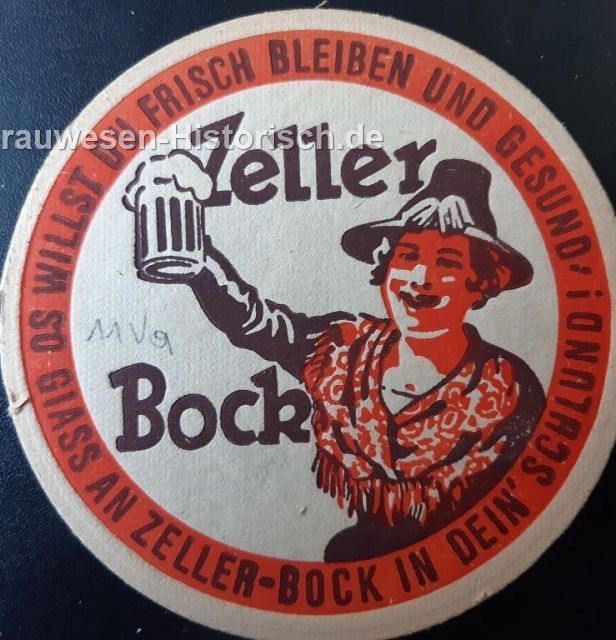 WILLST DU FRISCH BLEIBEN UND GESUND,
SO GIASS AN ZELLER-BOCK IN DEIN' SCHLUND!
Zeller
Bock
11Va
rauwesen-Historisch.de